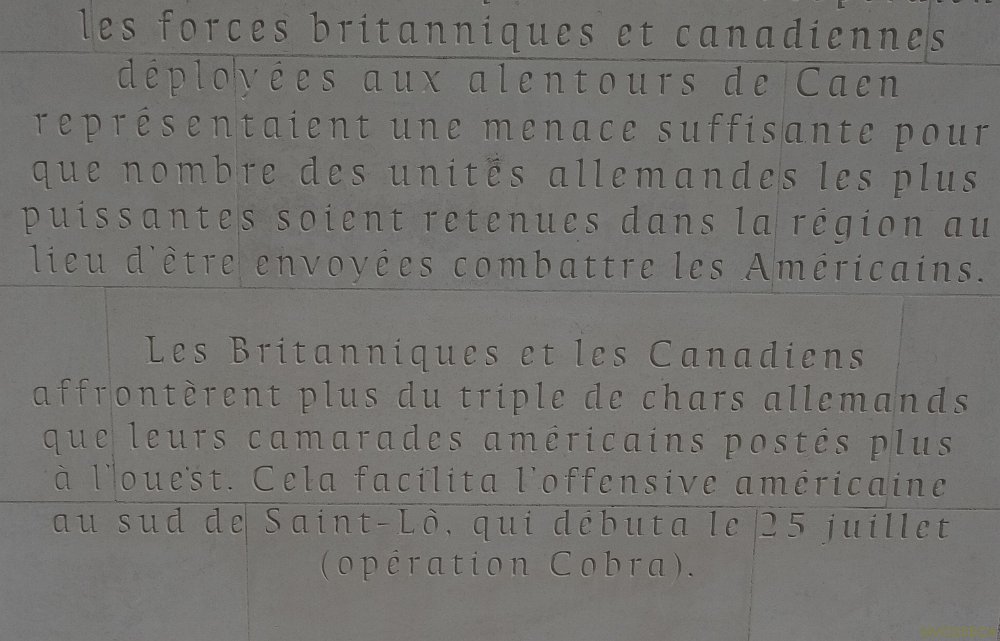 les forces britanniques et canadiennes
déployées aux alentours de Caen
représentaient une menace suffisante pour
que nombre des unités allemandes les plus
puissantes soient retenues dans la région au
lieu d'être envoyées combattre les Américains.
Les Britanniques et les Canadiens
affrontèrent plus du triple de chars allemands
que leurs camarades américains postés plus
à l'ouest. Cela facilita l'offensive américaine
au sud de Saint-Lô, qui débuta le 25 juillet
(opération Cobra).